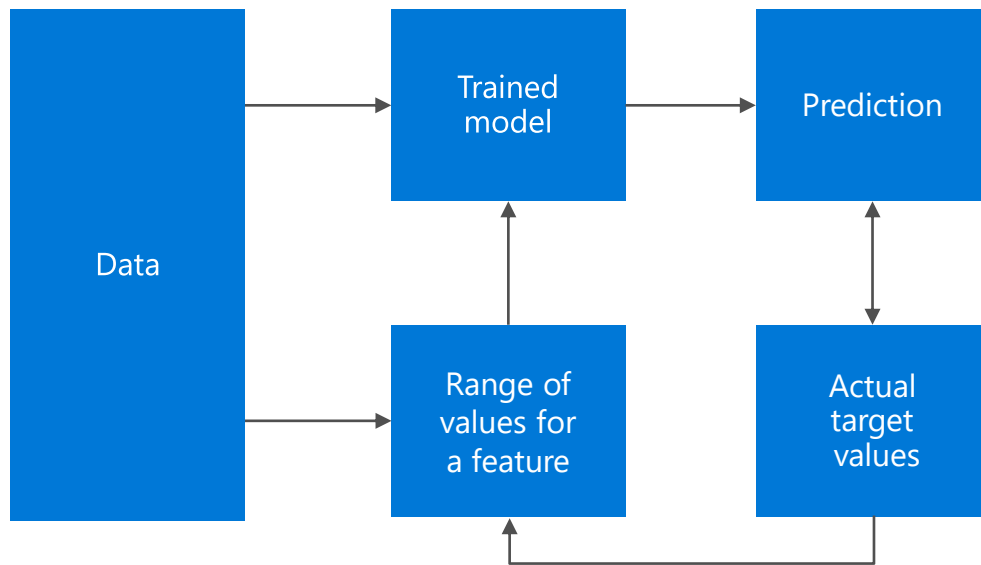 Data
Trained
model
Prediction
Range of
values for
a feature
Actual
target
values